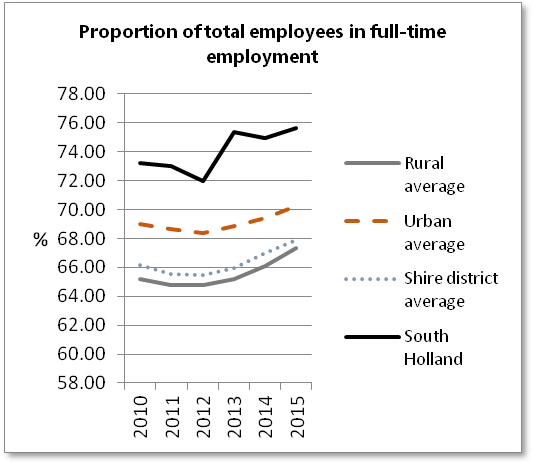 Proportion of total employees in full-time
employment
78.00
76.00
74.00
72.00
70.00
68.00
66.00
64.00
62.00
60.00
58.00
%
2010
2011
2012
2013
2014
2015
Rural
average
Urban
average
Shire district
average
South
Holland